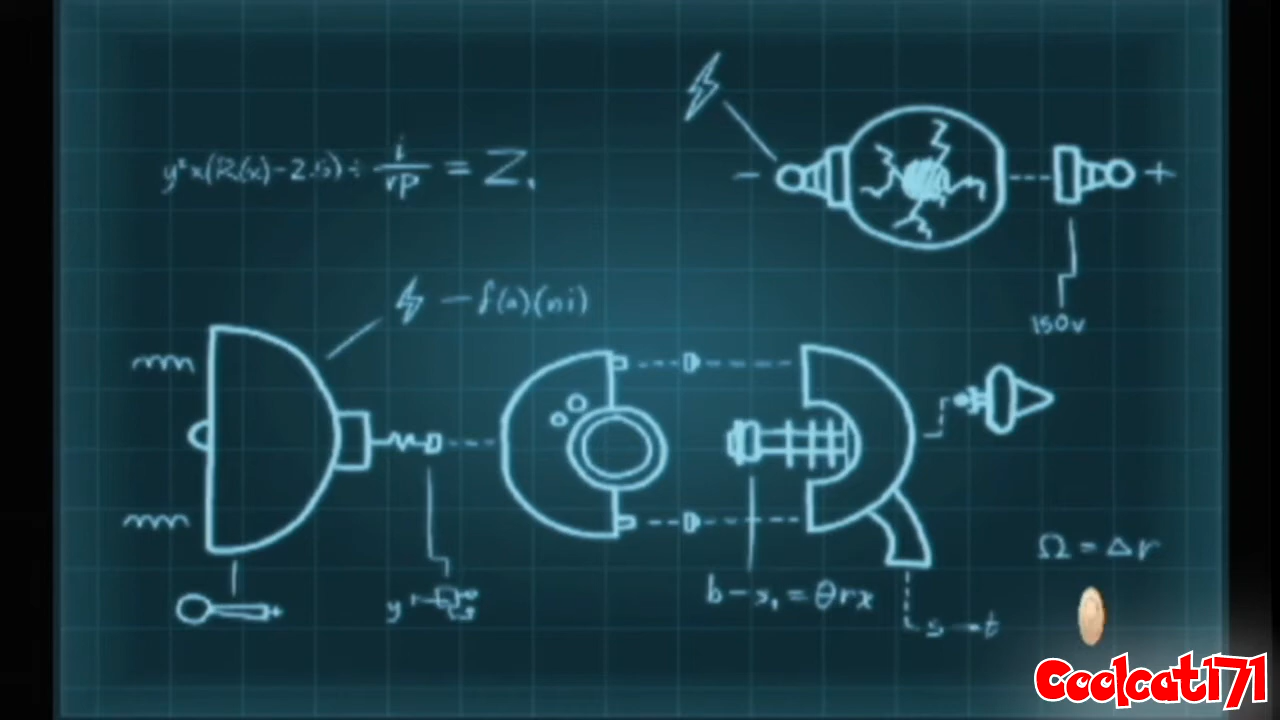 y²x(R(x)-2.5)÷ i/rp = Z,
- +
150v
-f(a)(ni)
y
b-s,=θrx
Ω=Δr
s→t
Coolcat171